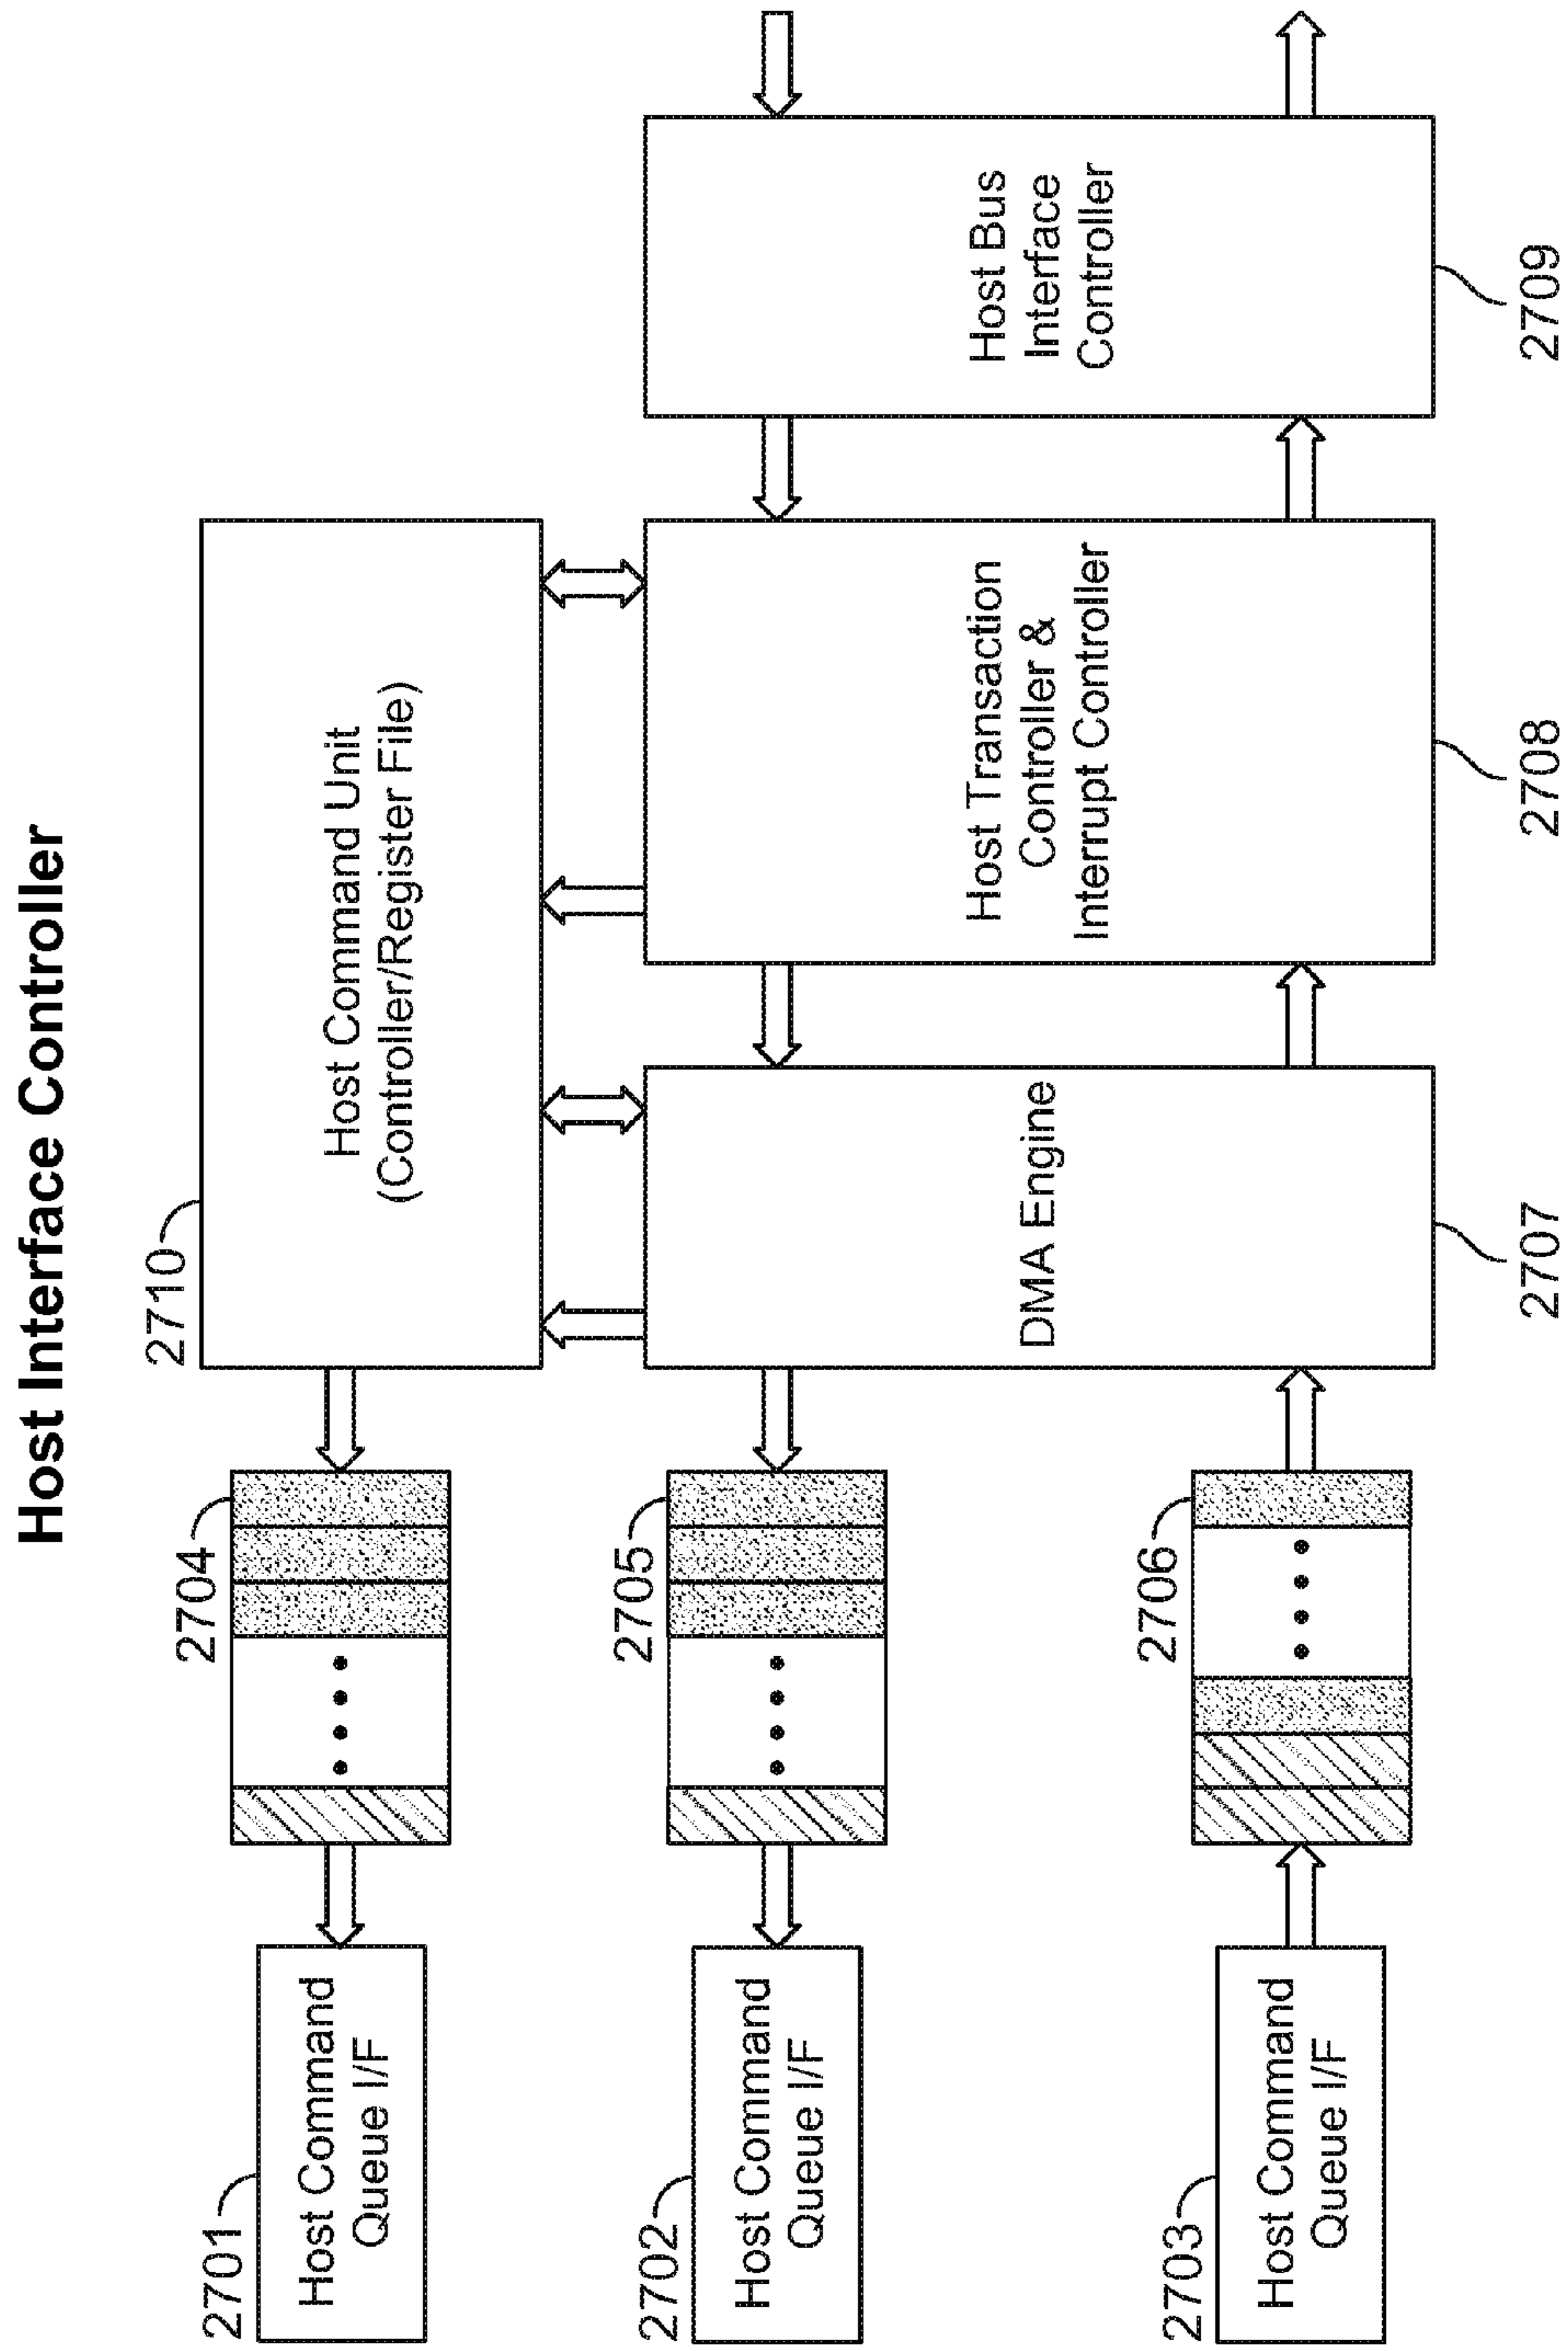 Host Interface Controller
2710
Host Command Unit
(Controller/Register File)
2701
Host Command
Queue I/F
2704
2702
Host Command
Queue I/F
2705
DMA Engine
2707
Host Transaction
Controller &
Interrupt Controller
2708
Host Bus
Interface
Controller
2709
2703
Host Command
Queue I/F
2706